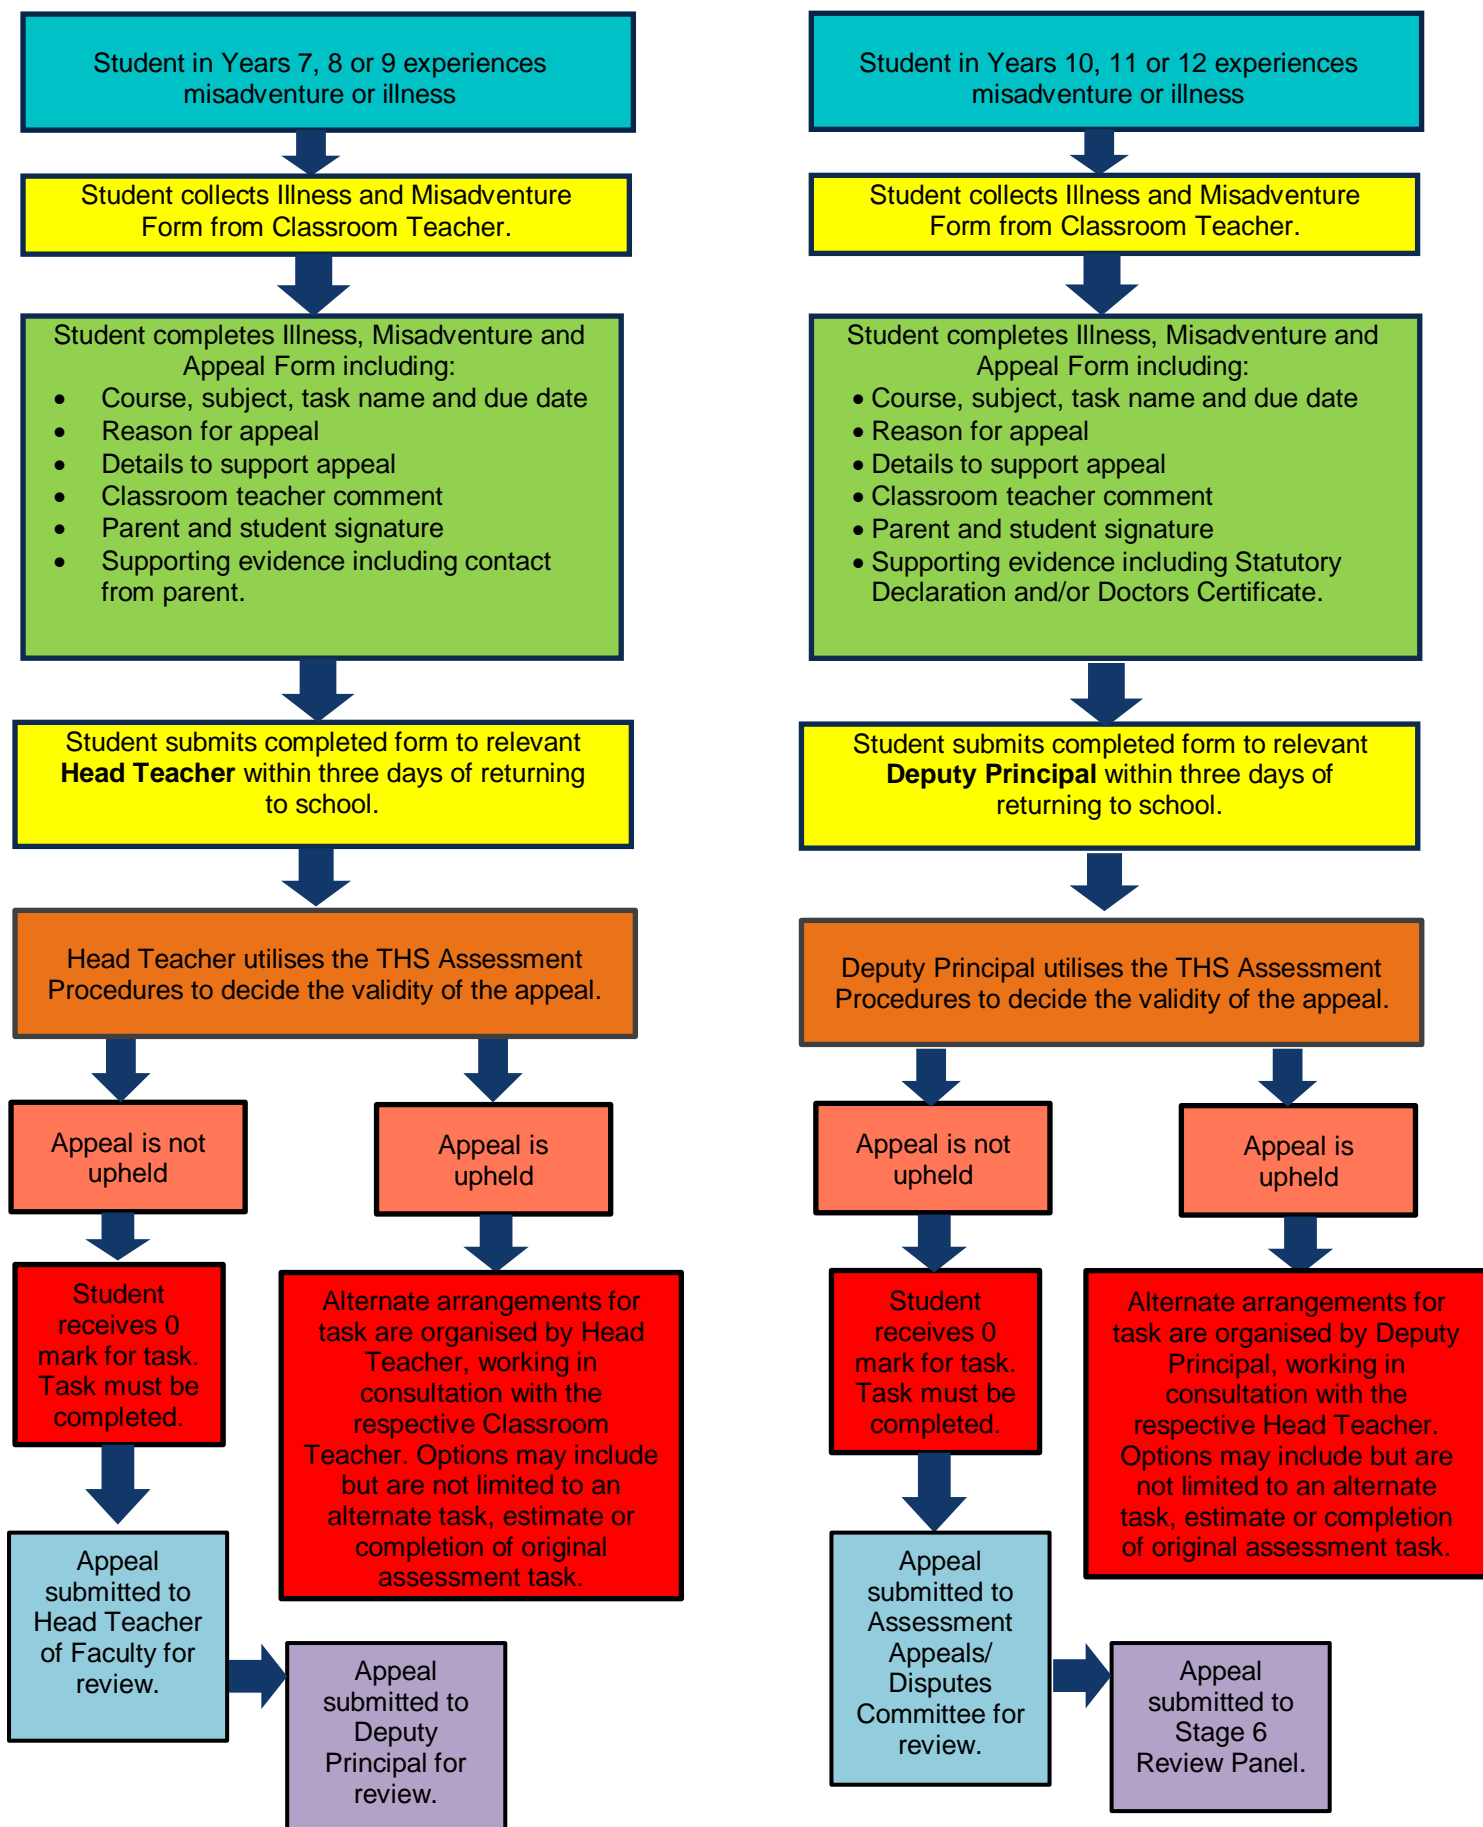 Student in Years 7, 8 or 9 experiences
misadventure or illness
Student collects Illness and Misadventure
Form from Classroom Teacher.
Student completes Illness, Misadventure and
Appeal Form including:
• Course, subject, task name and due date
• Reason for appeal
• Details to support appeal
• Classroom teacher comment
• Parent and student signature
• Supporting evidence including contact
from parent.
Student submits completed form to relevant
Head Teacher within three days of returning
to school.
Head Teacher utilises the THS Assessment
Procedures to decide the validity of the appeal.
Appeal is not
upheld
Student
receives 0
mark for task.
Task must be
completed.
Appeal
submitted to
Head Teacher
of Faculty for
review.
Appeal
submitted to
Deputy
Principal for
review.
Appeal is
upheld
Alternate arrangements for
task are organised by Head
Teacher, working in
consultation with the
respective Classroom
Teacher. Options may include
but are not limited to an
alternate task, estimate or
completion of original
assessment task.
Student in Years 10, 11 or 12 experiences
misadventure or illness
Student collects Illness and Misadventure
Form from Classroom Teacher.
Student completes Illness, Misadventure and
Appeal Form including:
• Course, subject, task name and due date
• Reason for appeal
• Details to support appeal
• Classroom teacher comment
• Parent and student signature
• Supporting evidence including Statutory
Declaration and/or Doctors Certificate.
Student submits completed form to relevant
Deputy Principal within three days of
returning to school.
Deputy Principal utilises the THS Assessment
Procedures to decide the validity of the appeal.
Appeal is not
upheld
Student
receives 0
mark for task.
Task must be
completed.
Appeal
submitted to
Assessment
Appeals/
Disputes
Committee for
review.
Appeal
submitted to
Stage 6
Review Panel.
Appeal is
upheld
Alternate arrangements for
task are organised by Deputy
Principal, working in
consultation with the
respective Head Teacher.
Options may include but are
not limited to an alternate
task, estimate or completion
of original assessment task.